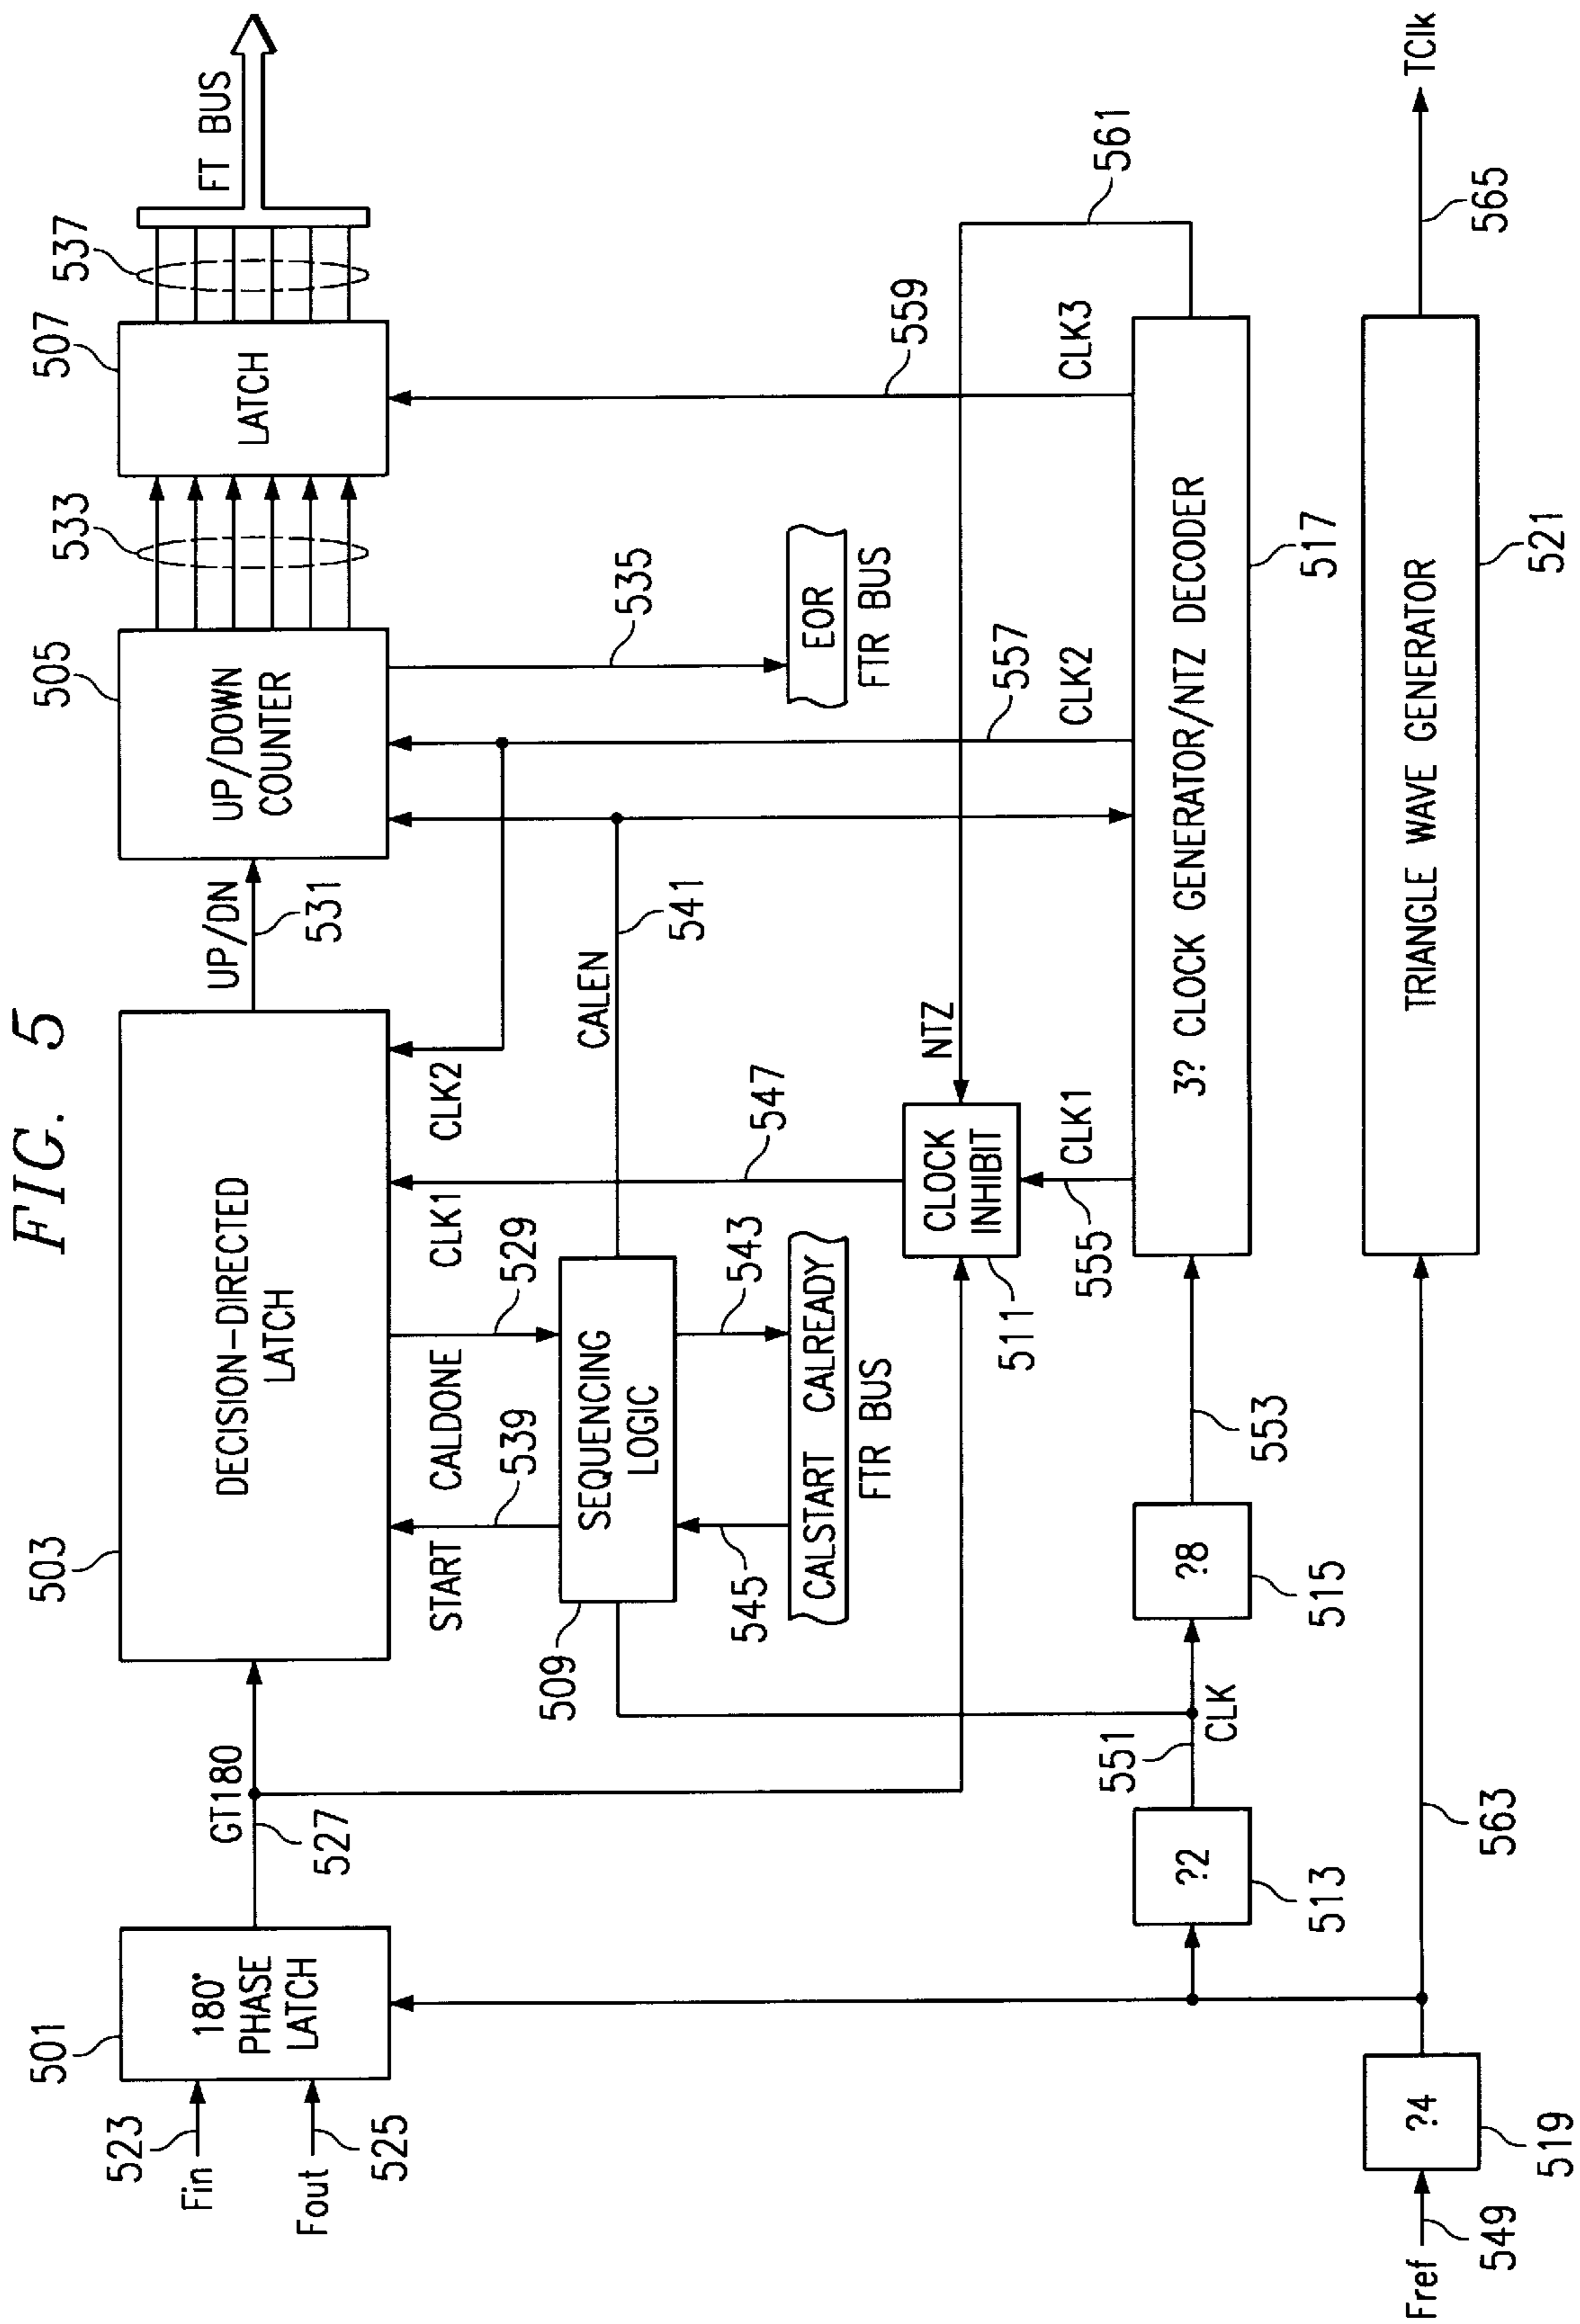 FIG. 5
501
180°
PHASE
LATCH
523
Fin
Fout
525
GT180
527
503
DECISION-DIRECTED
LATCH
START
CALDONE
CLK1
CLK2
539
529
UP/DN
531
505
UP/DOWN
COUNTER
533
507
LATCH
537
FT BUS
509
SEQUENCING
LOGIC
CALEN
541
545
543
CALSTART CALREADY
FTR BUS
547
535
EOR
FTR BUS
NTZ
CLOCK
INHIBIT
511
CLK1
555
557
CLK2
559
CLK3
561
?2
513
551
CLK
?8
515
553
3? CLOCK GENERATOR/NTZ DECODER
517
Fref
549
?4
519
563
TRIANGLE WAVE GENERATOR
521
565
TClk